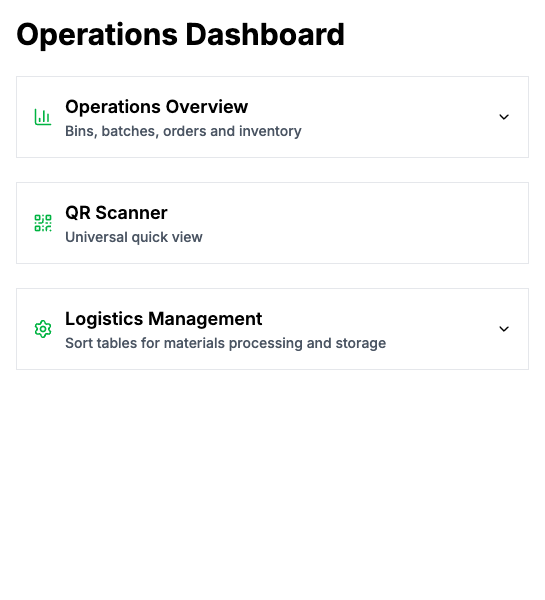 Operations Dashboard
Operations Overview
Bins, batches, orders and inventory
QR Scanner
Universal quick view
Logistics Management
Sort tables for materials processing and storage